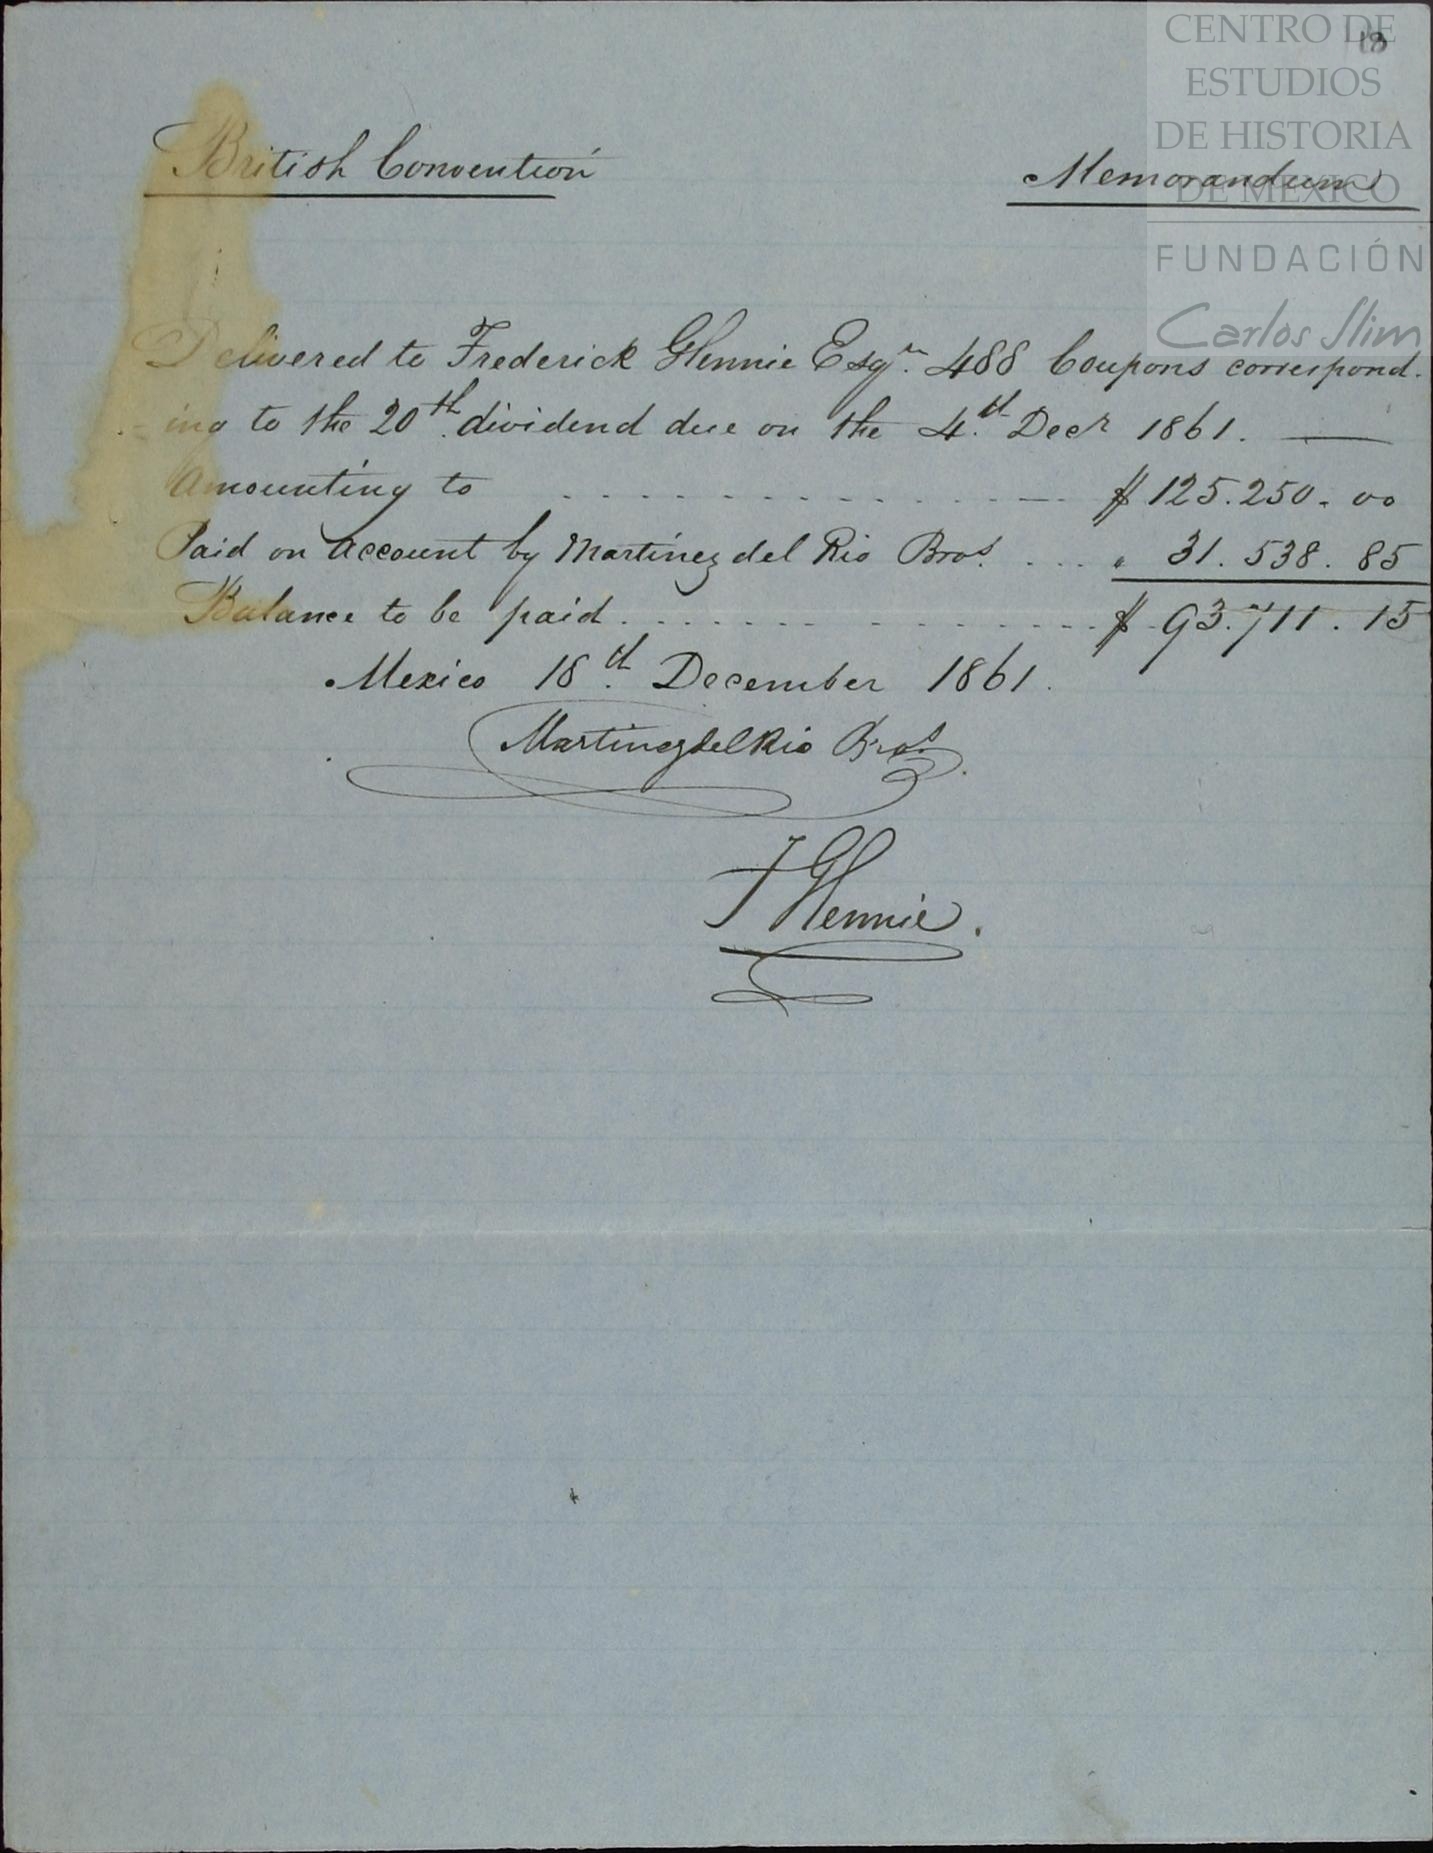 CENTRO DE
ESTUDIOS
DE HISTORIA
DE MÉXICO
FUNDACIÓN
Carlos Slim
British Convention
Memorandum
Delivered to Frederick Glennie Esqr. 488 Coupons correspond-
-ing to the 20th. dividend due on the 4th. Decr 1861. —
Amounting to - - - - - - - - - - - - $ 125.250. 00
Paid on account by Martinez del Rio Bros. . . . " 31.538.85
Balance to be paid. . . . . . - - - - - - - - $ 93.711.15
Mexico 18th. December 1861.
Martinez del Rio Bros.
F Glennie.